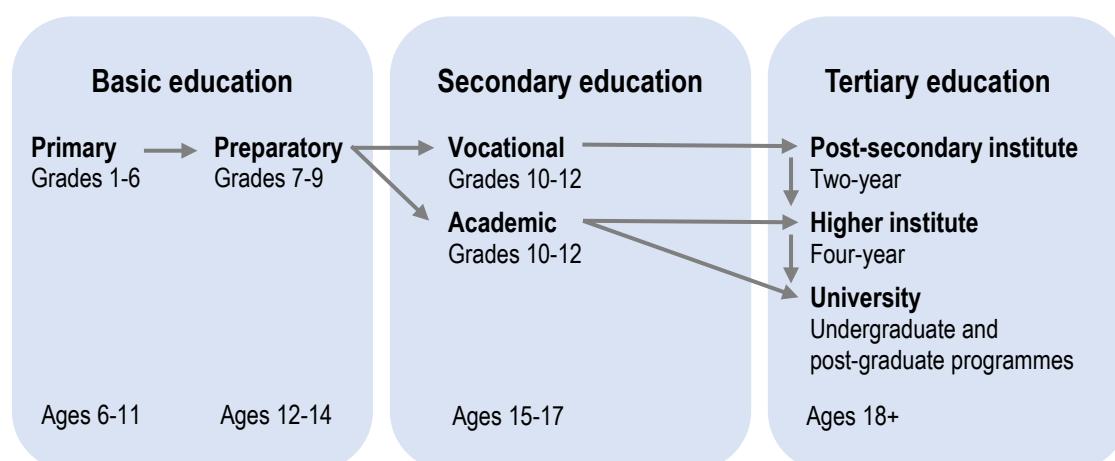 Basic education
Primary
Grades 1-6
Preparatory
Grades 7-9
Ages 6-11
Ages 12-14
Secondary education
Vocational
Grades 10-12
Academic
Grades 10-12
Ages 15-17
Tertiary education
Post-secondary institute
Two-year
Higher institute
Four-year
University
Undergraduate and
post-graduate programmes
Ages 18+